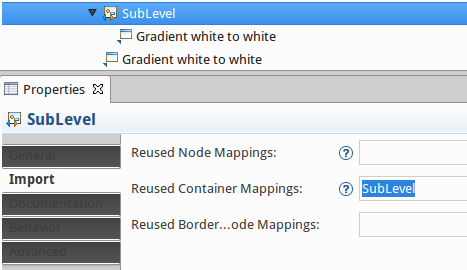 SubLevel
Gradient white to white
Gradient white to white
Properties
SubLevel
General
Import
Documentation
Behavior
Advanced
Reused Node Mappings:
Reused Container Mappings: SubLevel
Reused Border...ode Mappings: